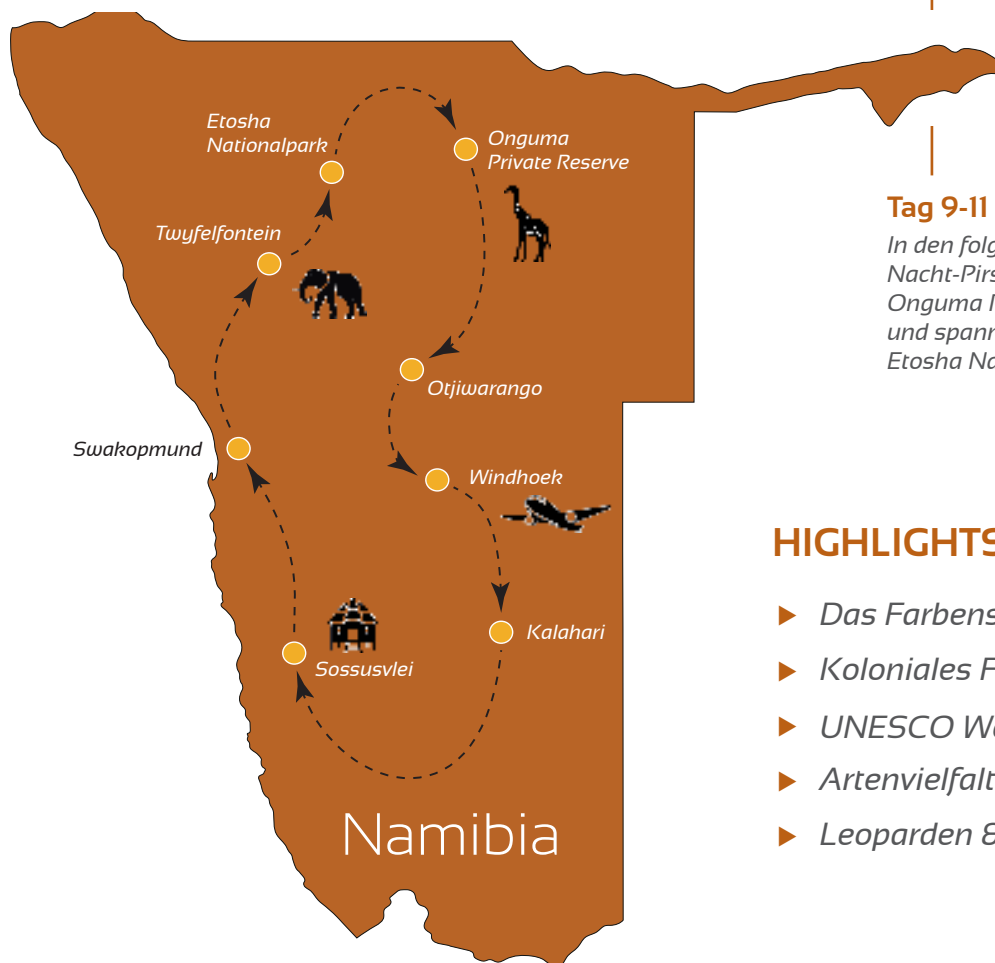 Etosha
Nationalpark
Onguma
Private Reserve
Twyfelfontein
Otjiwarango
Swakopmund
Windhoek
Kalahari
Sossusvlei
Namibia
Tag 9-11
In den folg
Nacht-Pirs
Onguma
und spann
Etosha Na
HIGHLIGHTS
Das Farbens
Koloniales F
UNESCO W
Artenvielfalt
Leoparden &